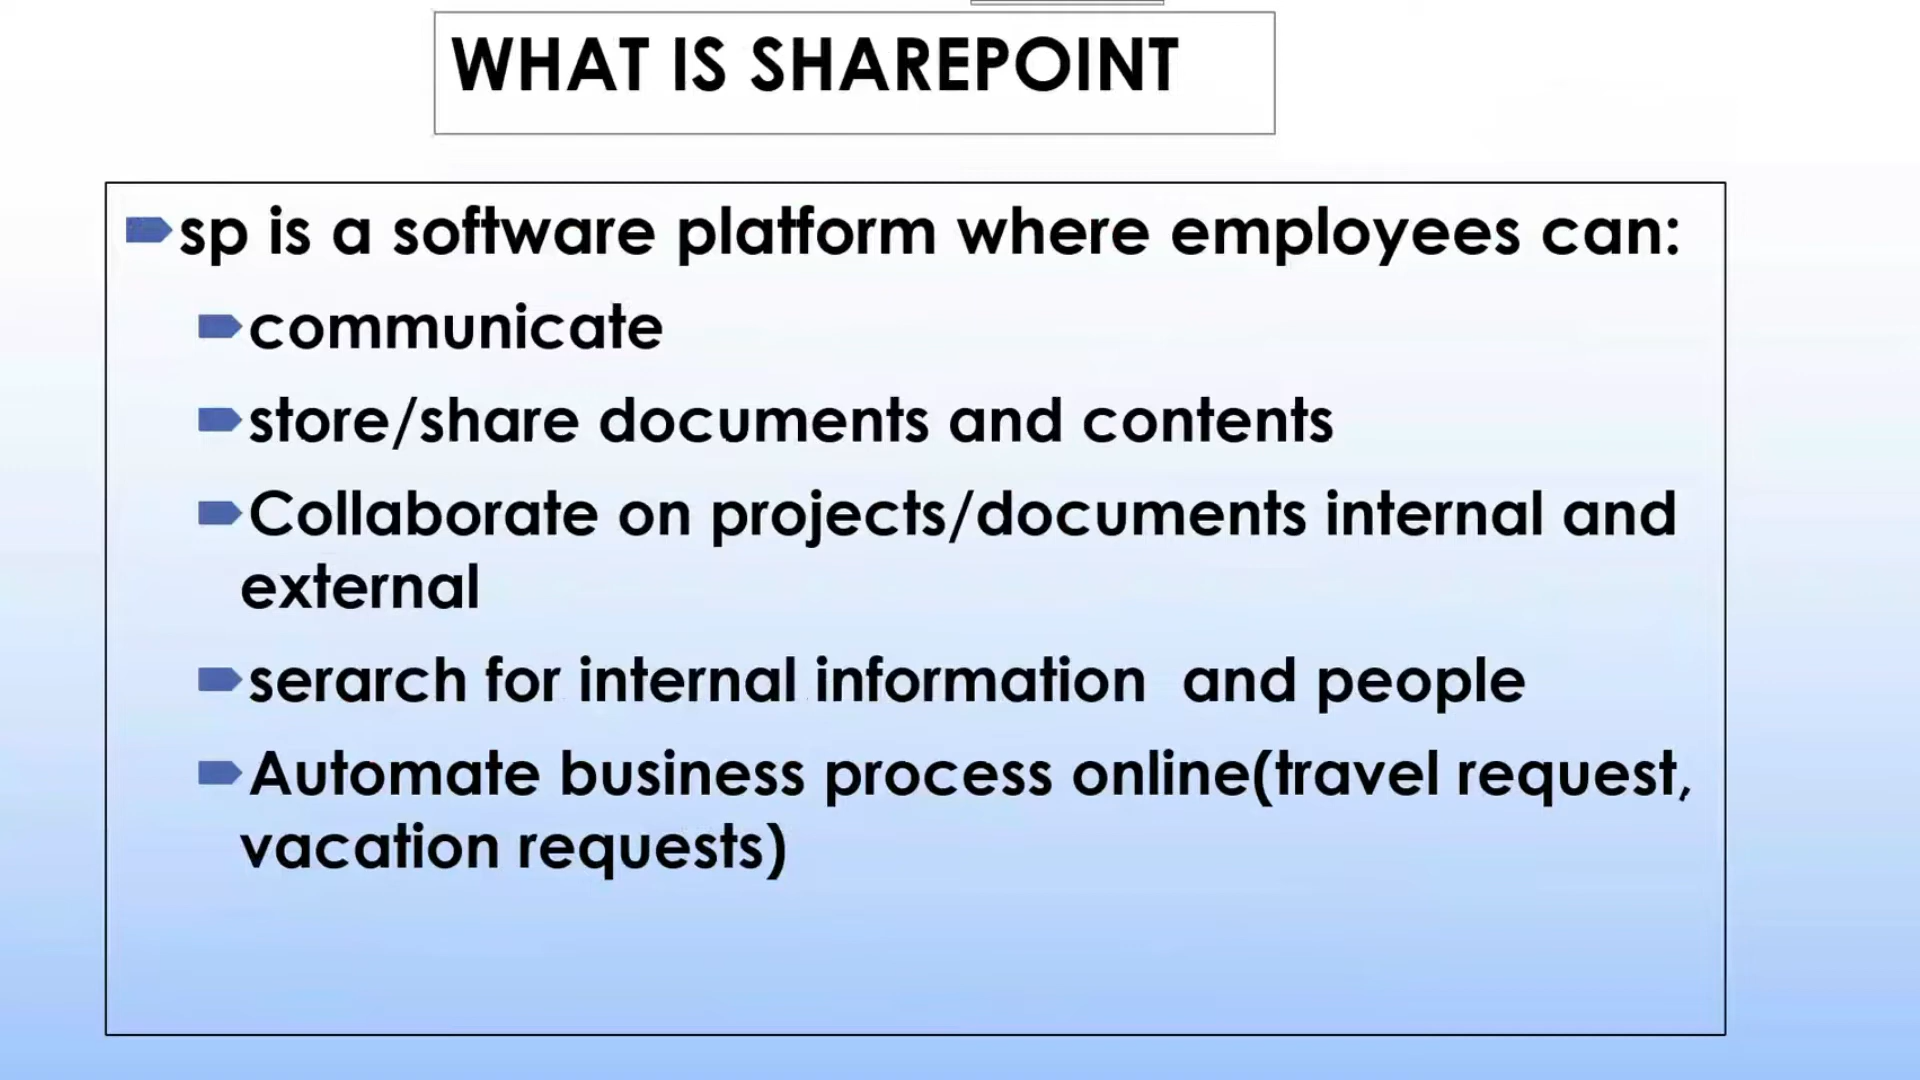 WHAT IS SHAREPOINT
sp is a software platform where employees can:
communicate
store/share documents and contents
Collaborate on projects/documents internal and
external
serarch for internal information  and people
Automate business process online(travel request,
vacation requests)